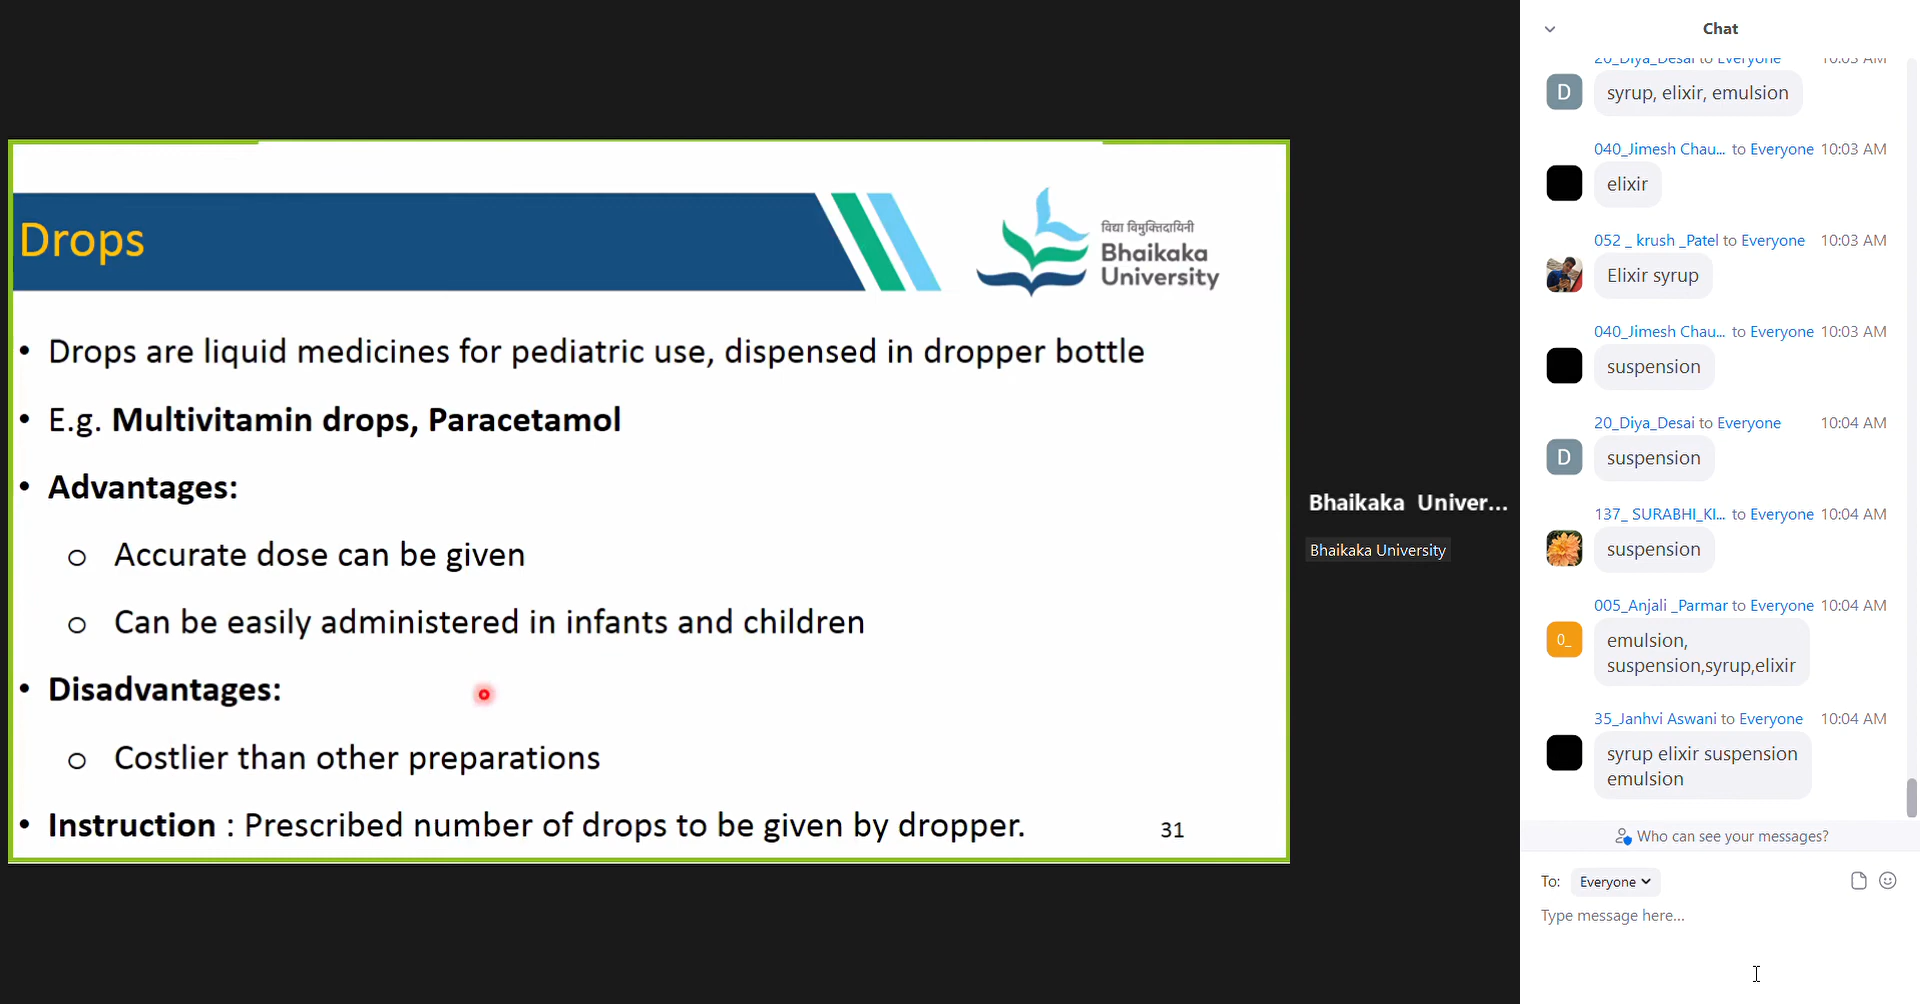 Drops
विद्या विमुक्तिदायिनी
Bhaikaka
University
• Drops are liquid medicines for pediatric use, dispensed in dropper bottle
• E.g. Multivitamin drops, Paracetamol
• Advantages:
o Accurate dose can be given
o Can be easily administered in infants and children
• Disadvantages:
o Costlier than other preparations
• Instruction : Prescribed number of drops to be given by dropper.
31
Bhaikaka Univer...
Bhaikaka University
Chat
20_Diya_Desai to Everyone 10:03 AM
D
syrup, elixir, emulsion
040_Jimesh Chau... to Everyone 10:03 AM
elixir
052 _ krush _Patel to Everyone 10:03 AM
Elixir syrup
040_Jimesh Chau... to Everyone 10:03 AM
suspension
20_Diya_Desai to Everyone 10:04 AM
D
suspension
137_ SURABHI_KI... to Everyone 10:04 AM
suspension
005_Anjali _Parmar to Everyone 10:04 AM
0_
emulsion,
suspension,syrup,elixir
35_Janhvi Aswani to Everyone 10:04 AM
syrup elixir suspension
emulsion
Who can see your messages?
To: Everyone
Type message here...